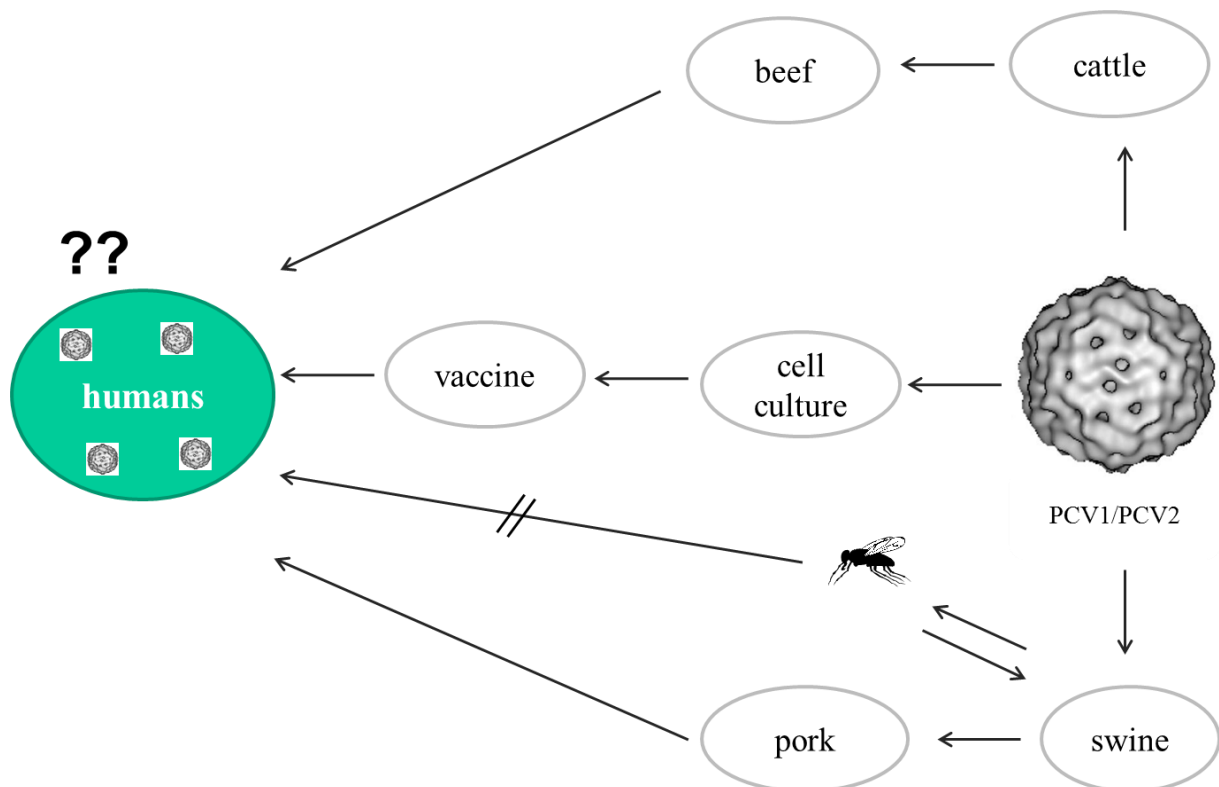 beef
cattle
??
humans
vaccine
cell
culture
PCV1/PCV2
pork
swine